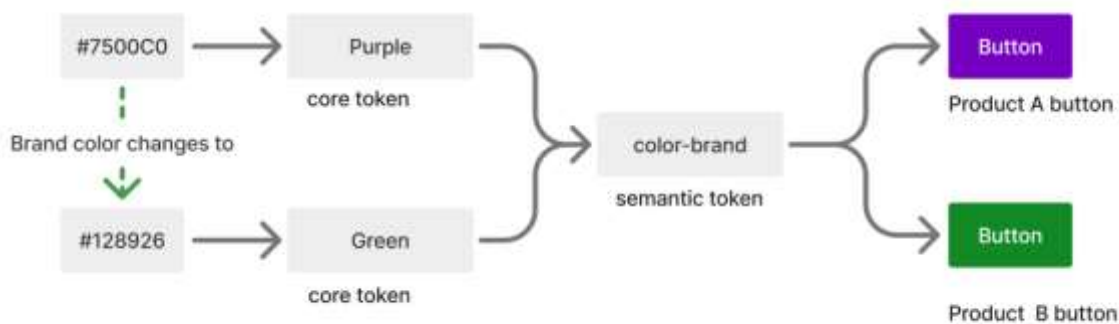 #7500C0
Purple
core token
Brand color changes to
#128926
Green
core token
color-brand
semantic token
Button
Product A button
Button
Product B button